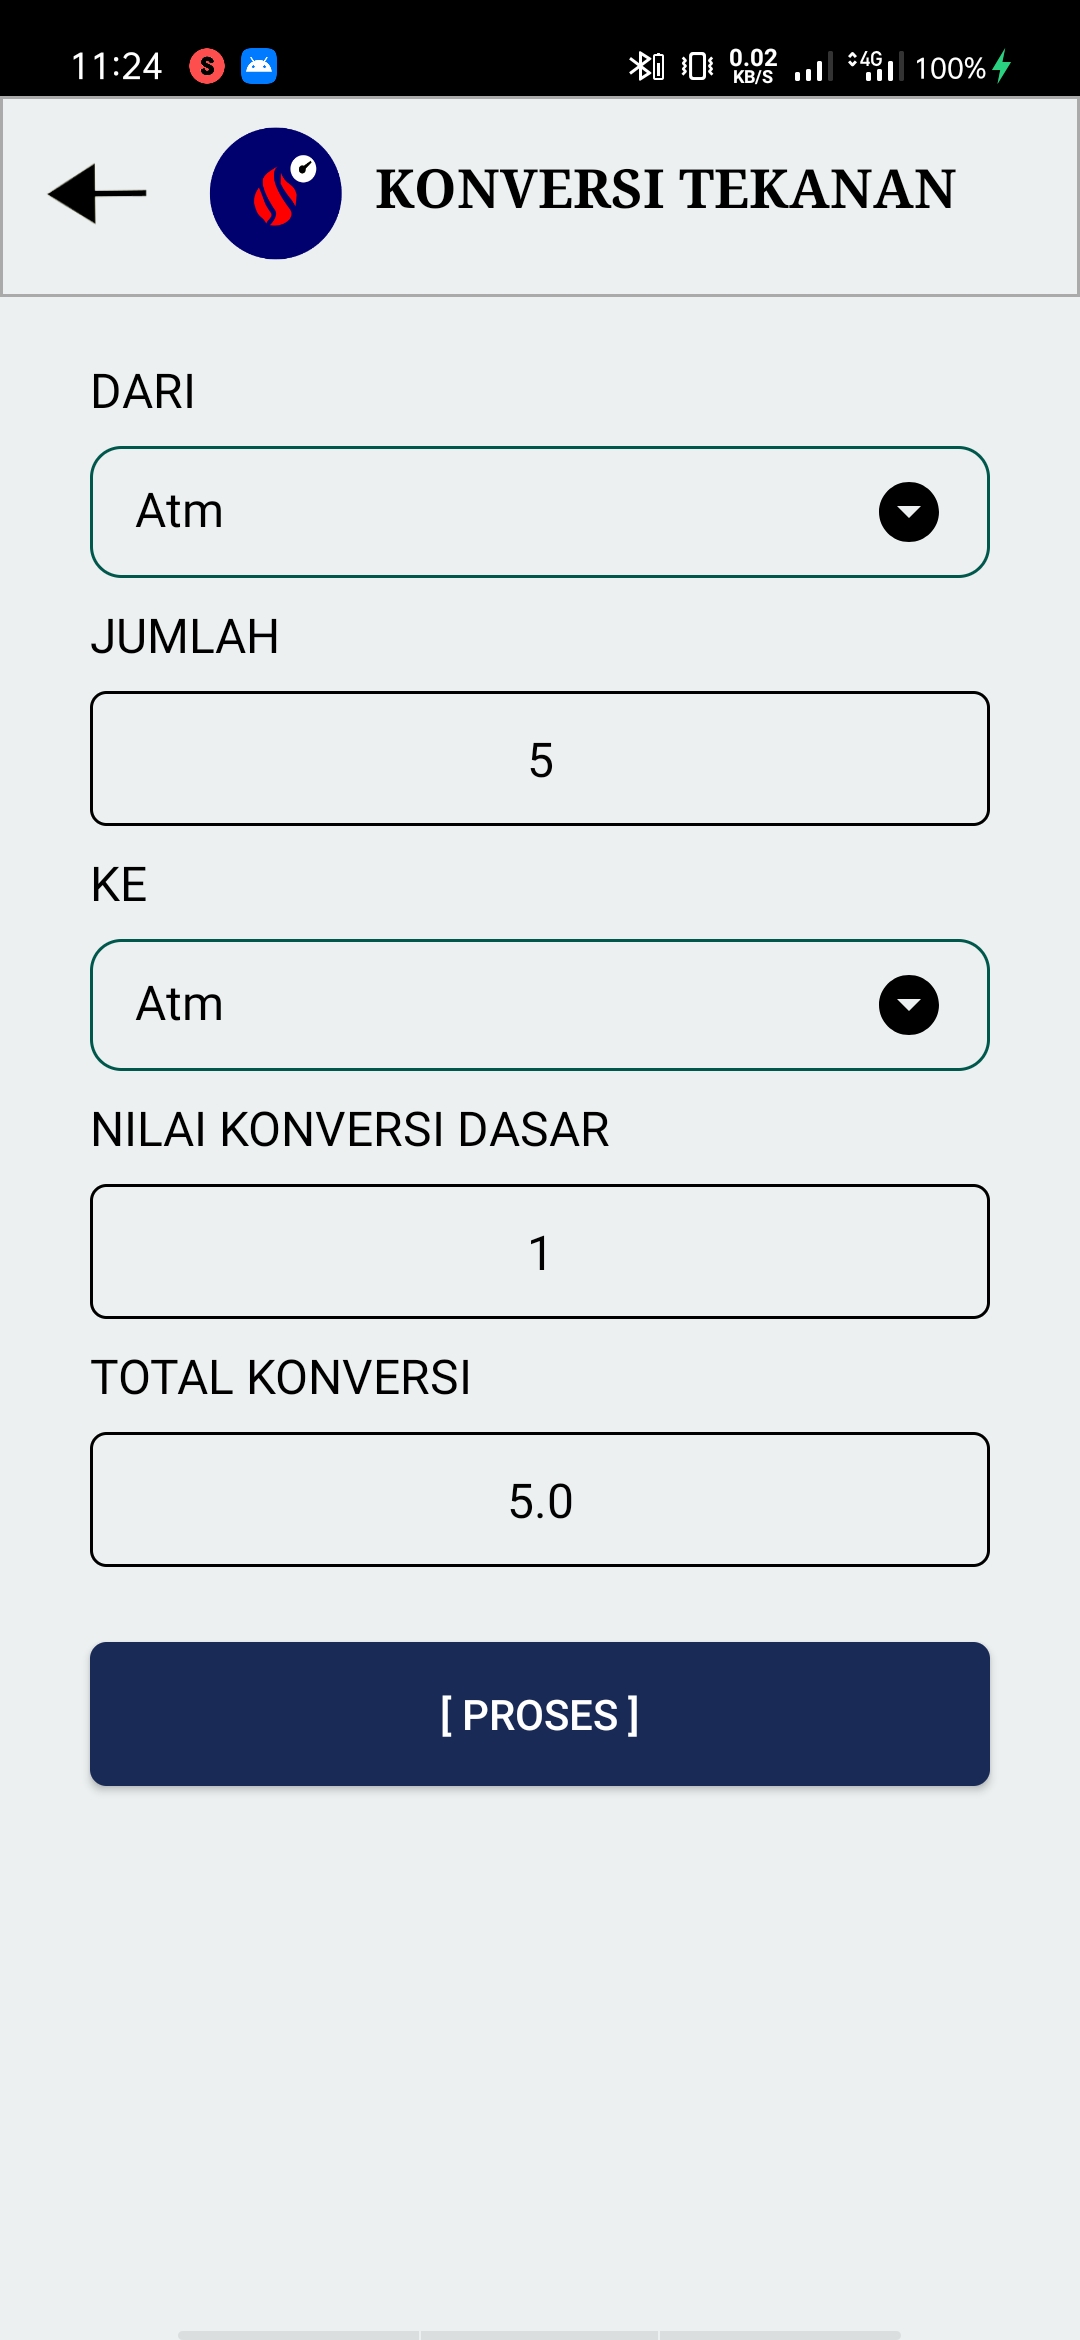 11:24 S 0.02 KB/S 4G 100%
KONVERSI TEKANAN
DARI
Atm
JUMLAH
5
KE
Atm
NILAI KONVERSI DASAR
1
TOTAL KONVERSI
5.0
[ PROSES ]